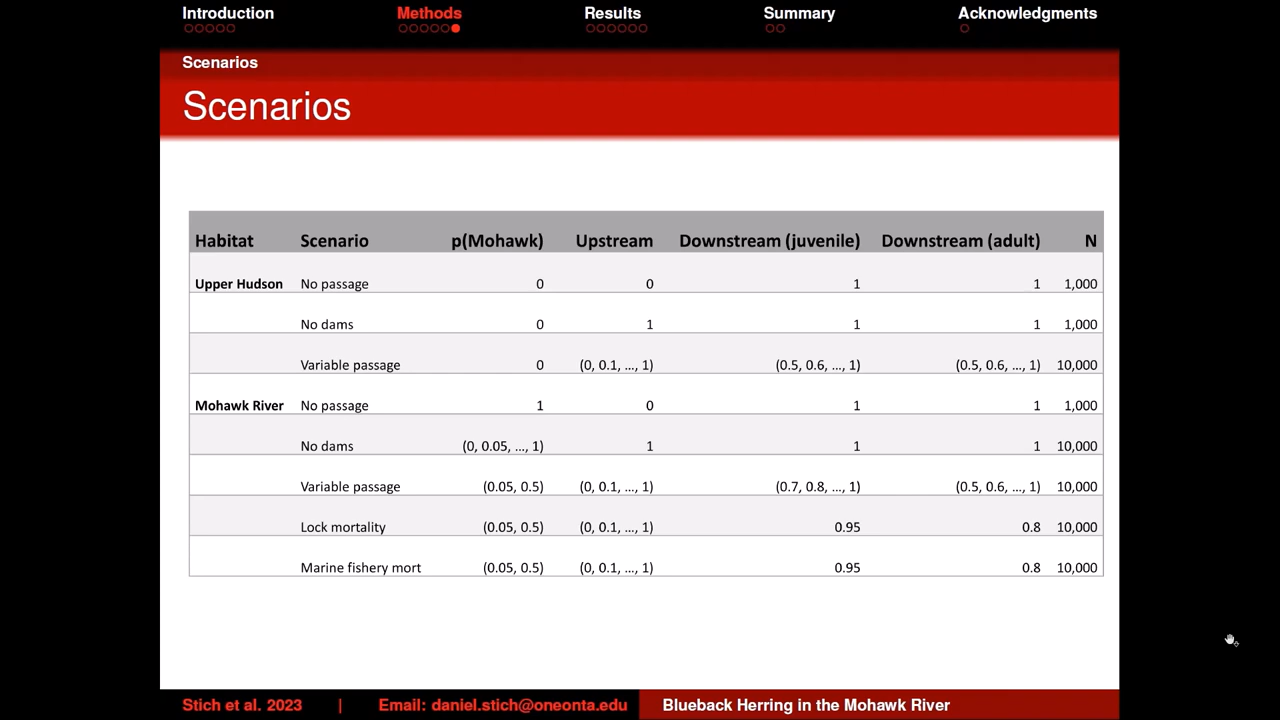 Introduction Methods Results Summary Acknowledgments
Scenarios
Scenarios
Habitat Scenario p(Mohawk) Upstream Downstream (juvenile) Downstream (adult) N
Upper Hudson No passage 0 0 1 1 1,000
No dams 0 1 1 1 1,000
Variable passage 0 (0, 0.1, ..., 1) (0.5, 0.6, ..., 1) (0.5, 0.6, ..., 1) 10,000
Mohawk River No passage 1 0 1 1 1,000
No dams (0, 0.05, ..., 1) 1 1 1 10,000
Variable passage (0.05, 0.5) (0, 0.1, ..., 1) (0.7, 0.8, ..., 1) (0.5, 0.6, ..., 1) 10,000
Lock mortality (0.05, 0.5) (0, 0.1, ..., 1) 0.95 0.8 10,000
Marine fishery mort (0.05, 0.5) (0, 0.1, ..., 1) 0.95 0.8 10,000
Stich et al. 2023 | Email: daniel.stich@oneonta.edu Blueback Herring in the Mohawk River